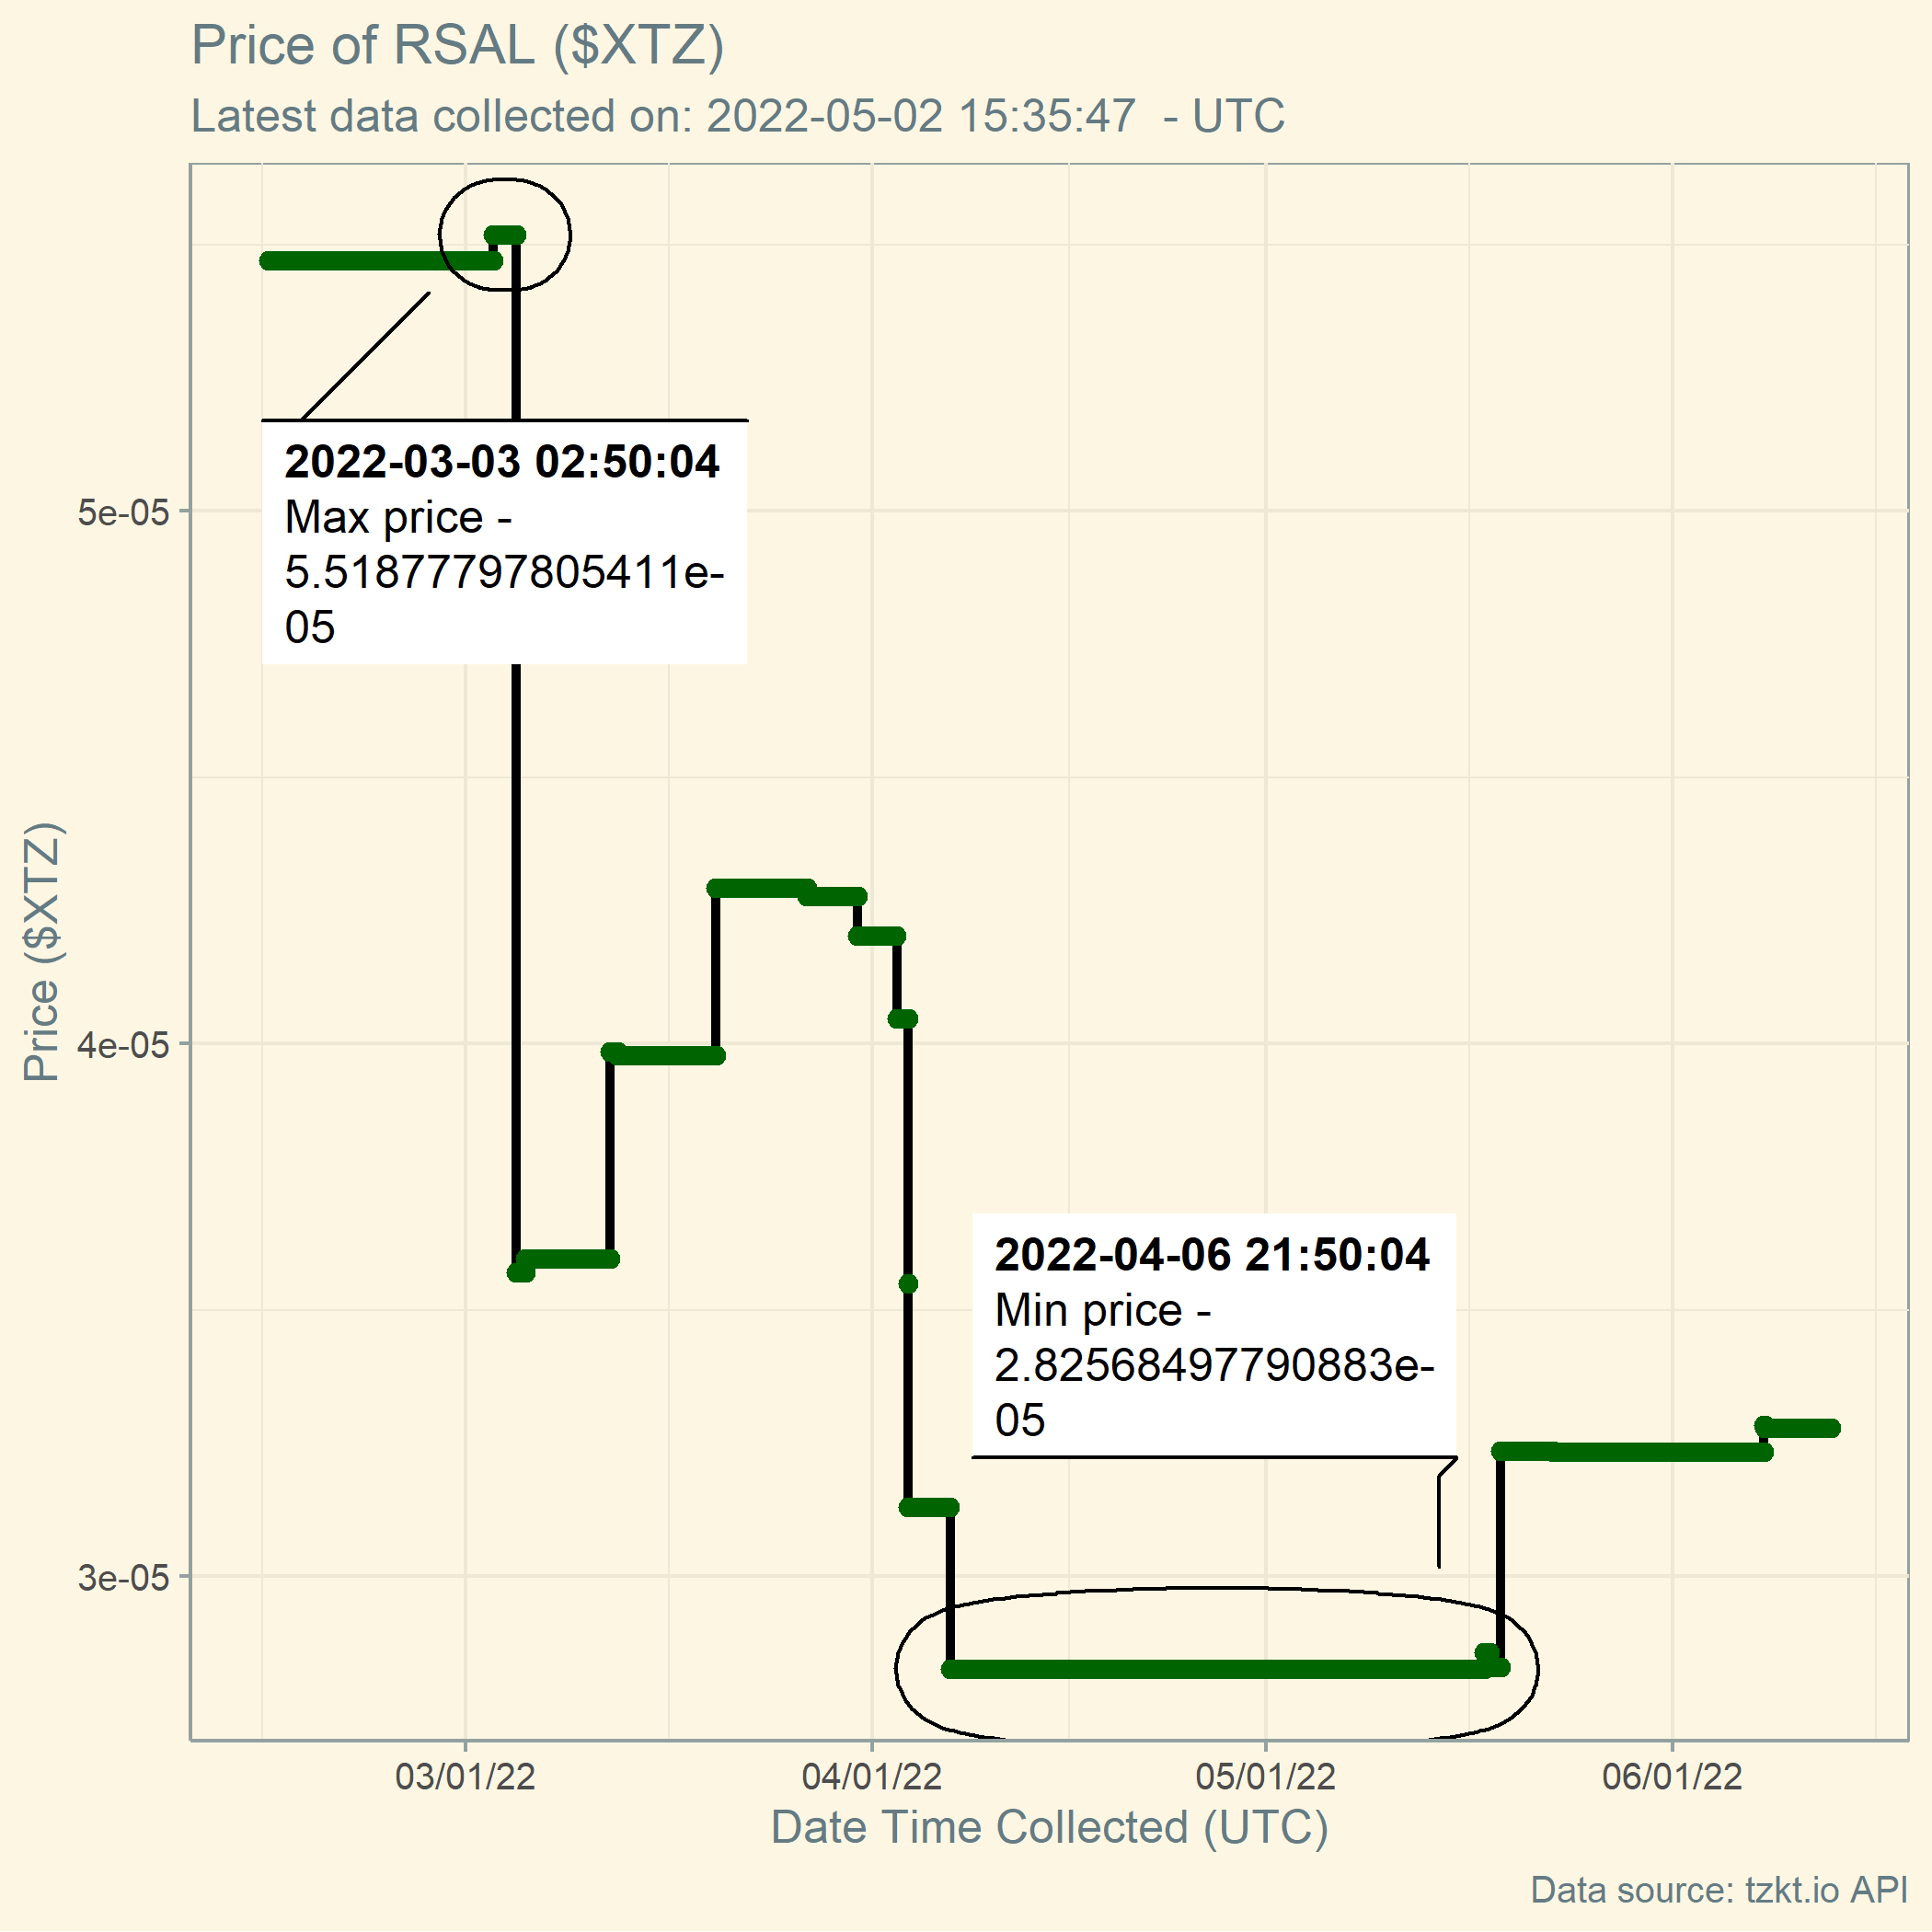 Price of RSAL ($XTZ)
Latest data collected on: 2022-05-02 15:35:47  - UTC
2022-03-03 02:50:04
Max price -
5.51877797805411e-
05
5e-05
4e-05
3e-05
Price ($XTZ)
2022-04-06 21:50:04
Min price -
2.82568497790883e-
05
03/01/22
04/01/22
05/01/22
06/01/22
Date Time Collected (UTC)
Data source: tzkt.io API